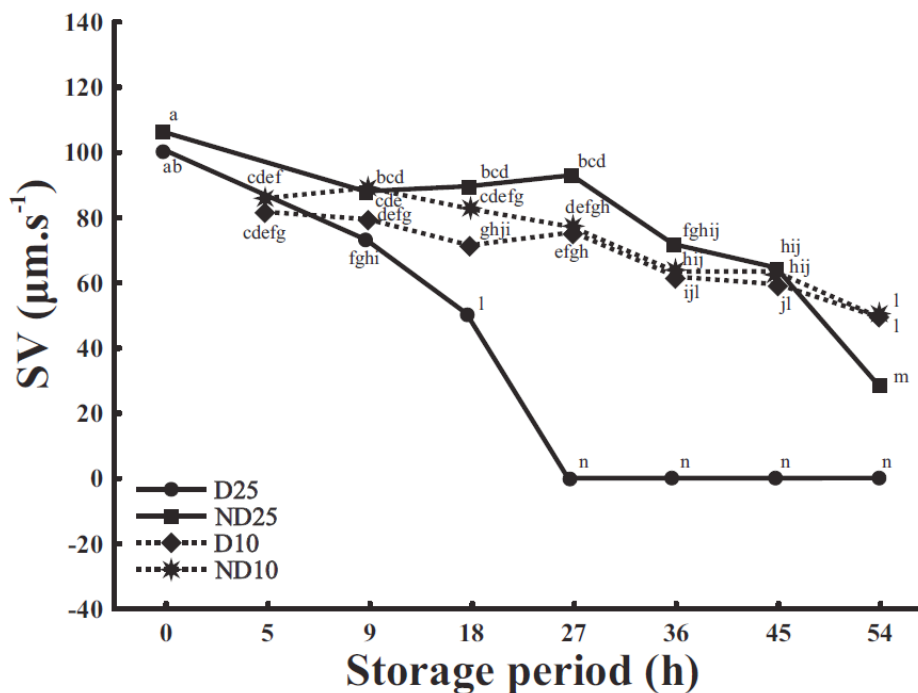 140
120
100
80
60
40
20
0
-20
-40
SV (μm.s⁻¹)
a
ab
cdef
cdefg
bcd
cde
defg
fghi
bcd
cdefg
ghji
l
bcd
defgh
efgh
n
fghij
hij
ijl
n
hij
hij
jl
n
l
l
m
n
D25
ND25
D10
ND10
0 5 9 18 27 36 45 54
Storage period (h)